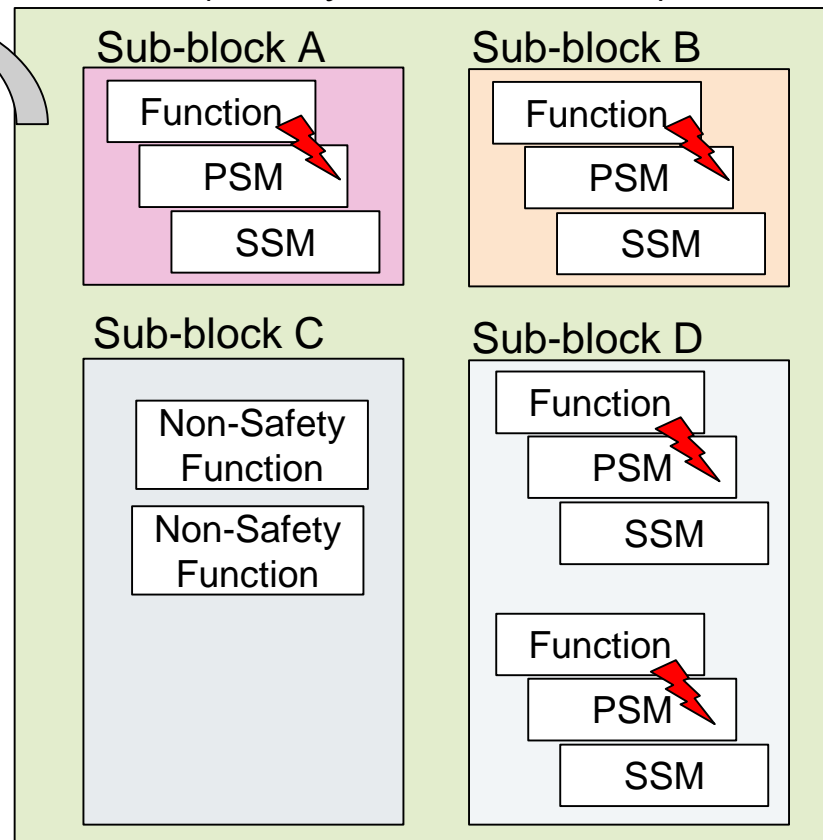 Sub-block A
Function
PSM
SSM
Sub-block B
Function
PSM
SSM
Sub-block C
Non-Safety
Function
Non-Safety
Function
Sub-block D
Function
PSM
SSM
Function
PSM
SSM